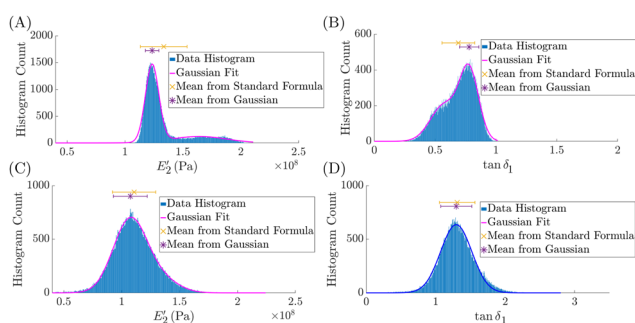 (A)
2000
1500
1000
500
0
Histogram Count
0.5
1
1.5
2
2.5
×10⁸
E′₂ (Pa)
Data Histogram
Gaussian Fit
Mean from Standard Formula
Mean from Gaussian
(B)
600
400
200
0
Histogram Count
0
0.5
1
1.5
2
tan δ₁
Data Histogram
Gaussian Fit
Mean from Standard Formula
Mean from Gaussian
(C)
1000
500
0
Histogram Count
0.5
1
1.5
2
2.5
×10⁸
E′₂ (Pa)
Data Histogram
Gaussian Fit
Mean from Standard Formula
Mean from Gaussian
(D)
1000
500
0
Histogram Count
0
1
2
3
tan δ₁
Data Histogram
Gaussian Fit
Mean from Standard Formula
Mean from Gaussian